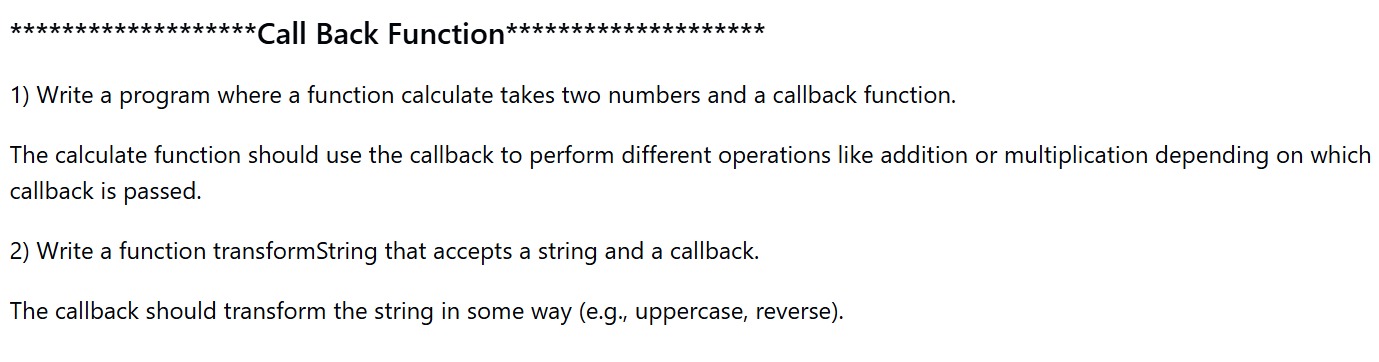 *******************Call Back Function********************
1) Write a program where a function calculate takes two numbers and a callback function.
The calculate function should use the callback to perform different operations like addition or multiplication depending on which
callback is passed.
2) Write a function transformString that accepts a string and a callback.
The callback should transform the string in some way (e.g., uppercase, reverse).